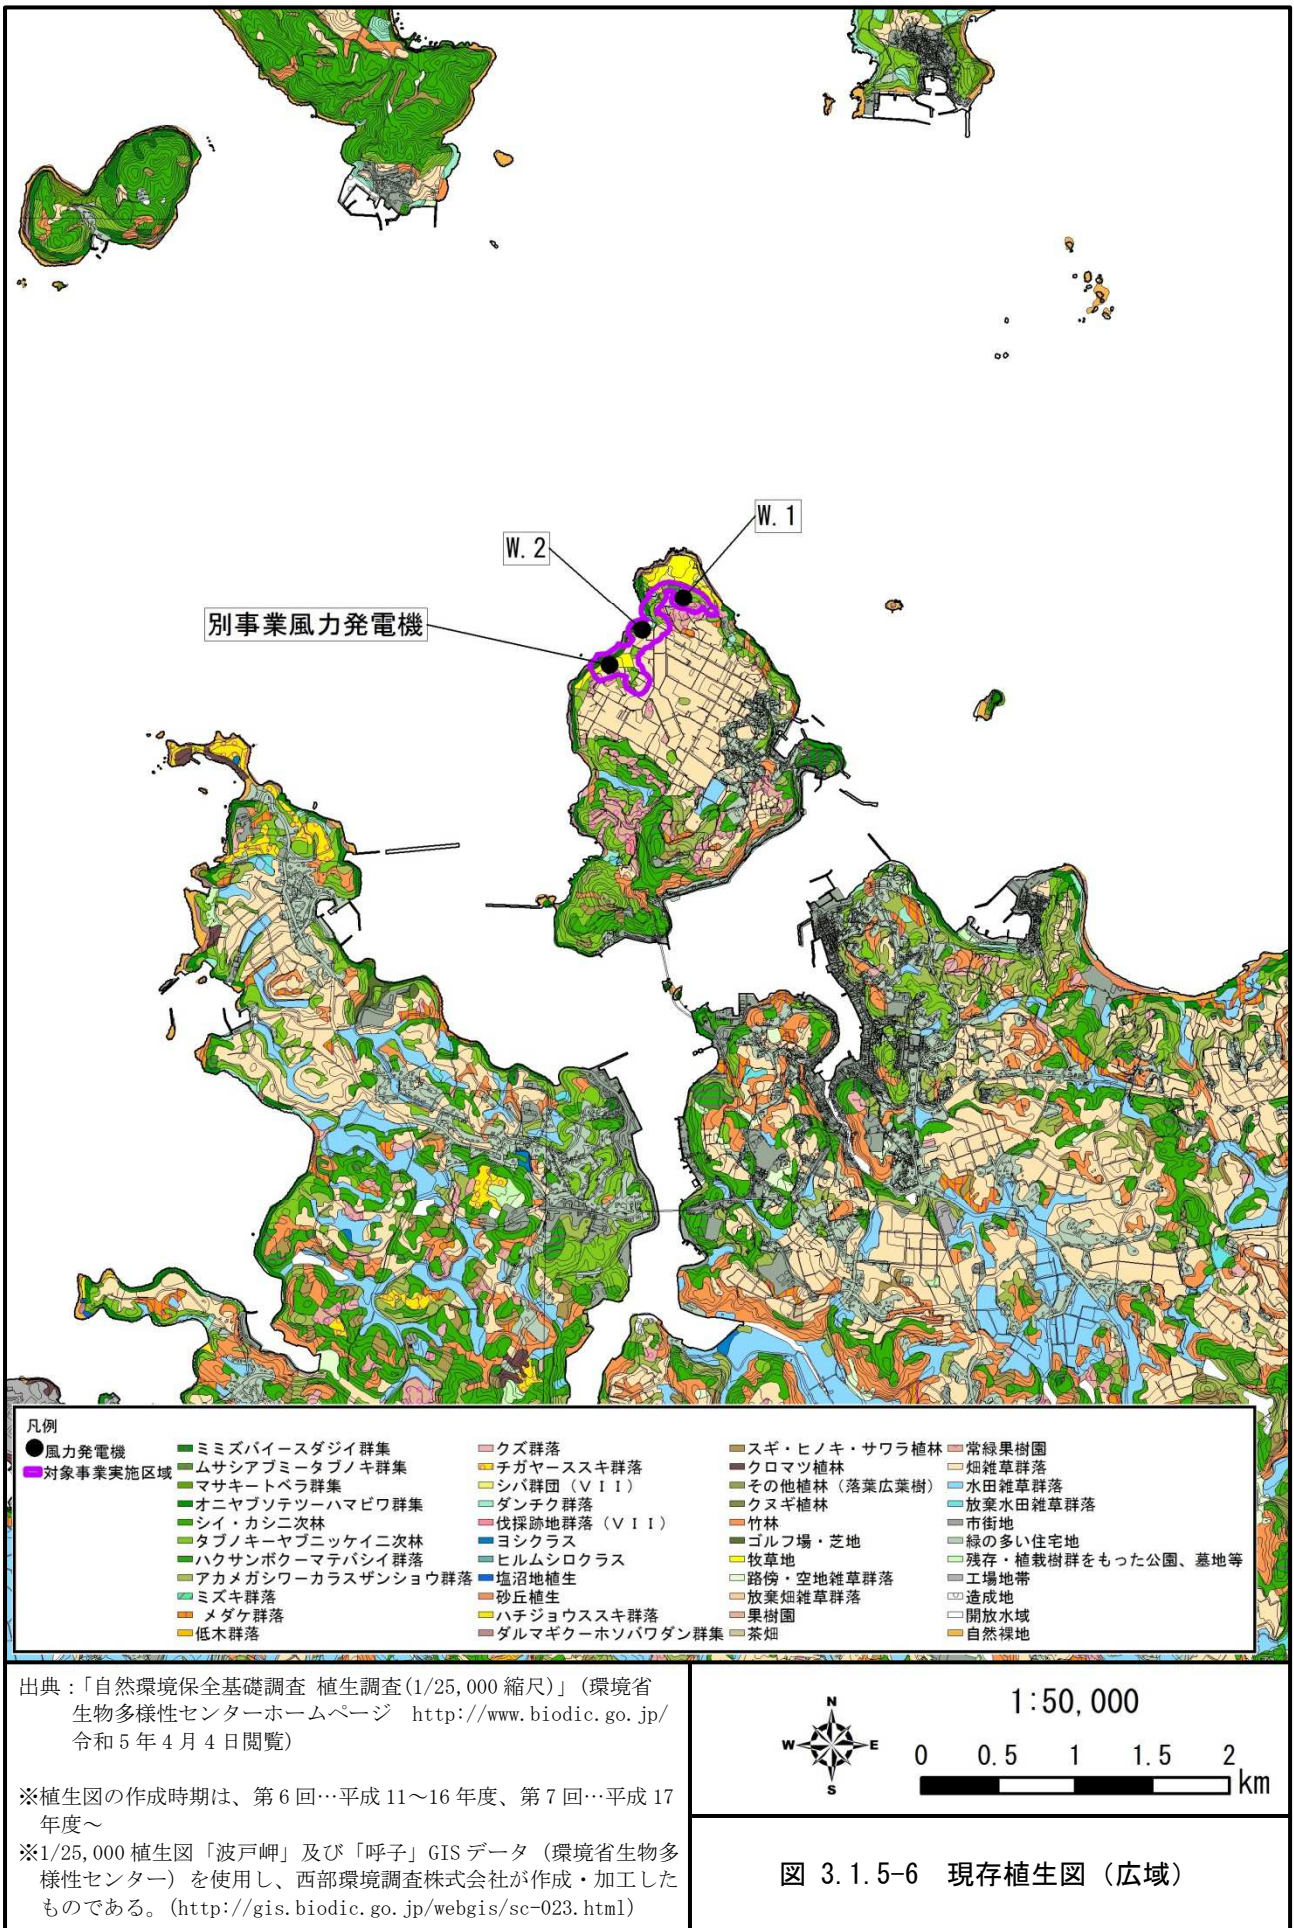 W. 1
W. 2
別事業風力発電機
凡例
風力発電機
対象事業実施区域
ミミズバイースダジイ群集
ムサシアブミータブノキ群集
マサキートベラ群集
オニヤブソテツーハマビワ群集
シイ・カシ二次林
タブノキーヤブニッケイ二次林
ハクサンボクーマテバシイ群落
アカメガシワーカラスザンショウ群落
ミズキ群落
メダケ群落
低木群落
クズ群落
チガヤーススキ群落
シバ群団（ＶＩＩ）
ダンチク群落
伐採跡地群落（ＶＩＩ）
ヨシクラス
ヒルムシロクラス
塩沼地植生
砂丘植生
ハチジョウススキ群落
ダルマギクーホソバワダン群集
スギ・ヒノキ・サワラ植林
クロマツ植林
その他植林（落葉広葉樹）
クヌギ植林
竹林
ゴルフ場・芝地
牧草地
路傍・空地雑草群落
放棄畑雑草群落
果樹園
茶畑
常緑果樹園
畑雑草群落
水田雑草群落
放棄水田雑草群落
市街地
緑の多い住宅地
残存・植栽樹群をもった公園、墓地等
工場地帯
造成地
開放水域
自然裸地
出典：「自然環境保全基礎調査 植生調査(1/25,000 縮尺)」（環境省
生物多様性センターホームページ http://www.biodic.go.jp/
令和 5 年 4 月 4 日閲覧）
※植生図の作成時期は、第 6 回…平成 11～16 年度、第 7 回…平成 17
年度～
※1/25,000 植生図「波戸岬」及び「呼子」GIS データ（環境省生物多
様性センター）を使用し、西部環境調査株式会社が作成・加工した
ものである。(http://gis.biodic.go.jp/webgis/sc-023.html)
N
W E
S
1:50,000
0 0.5 1 1.5 2
km
図 3.1.5-6 現存植生図（広域）